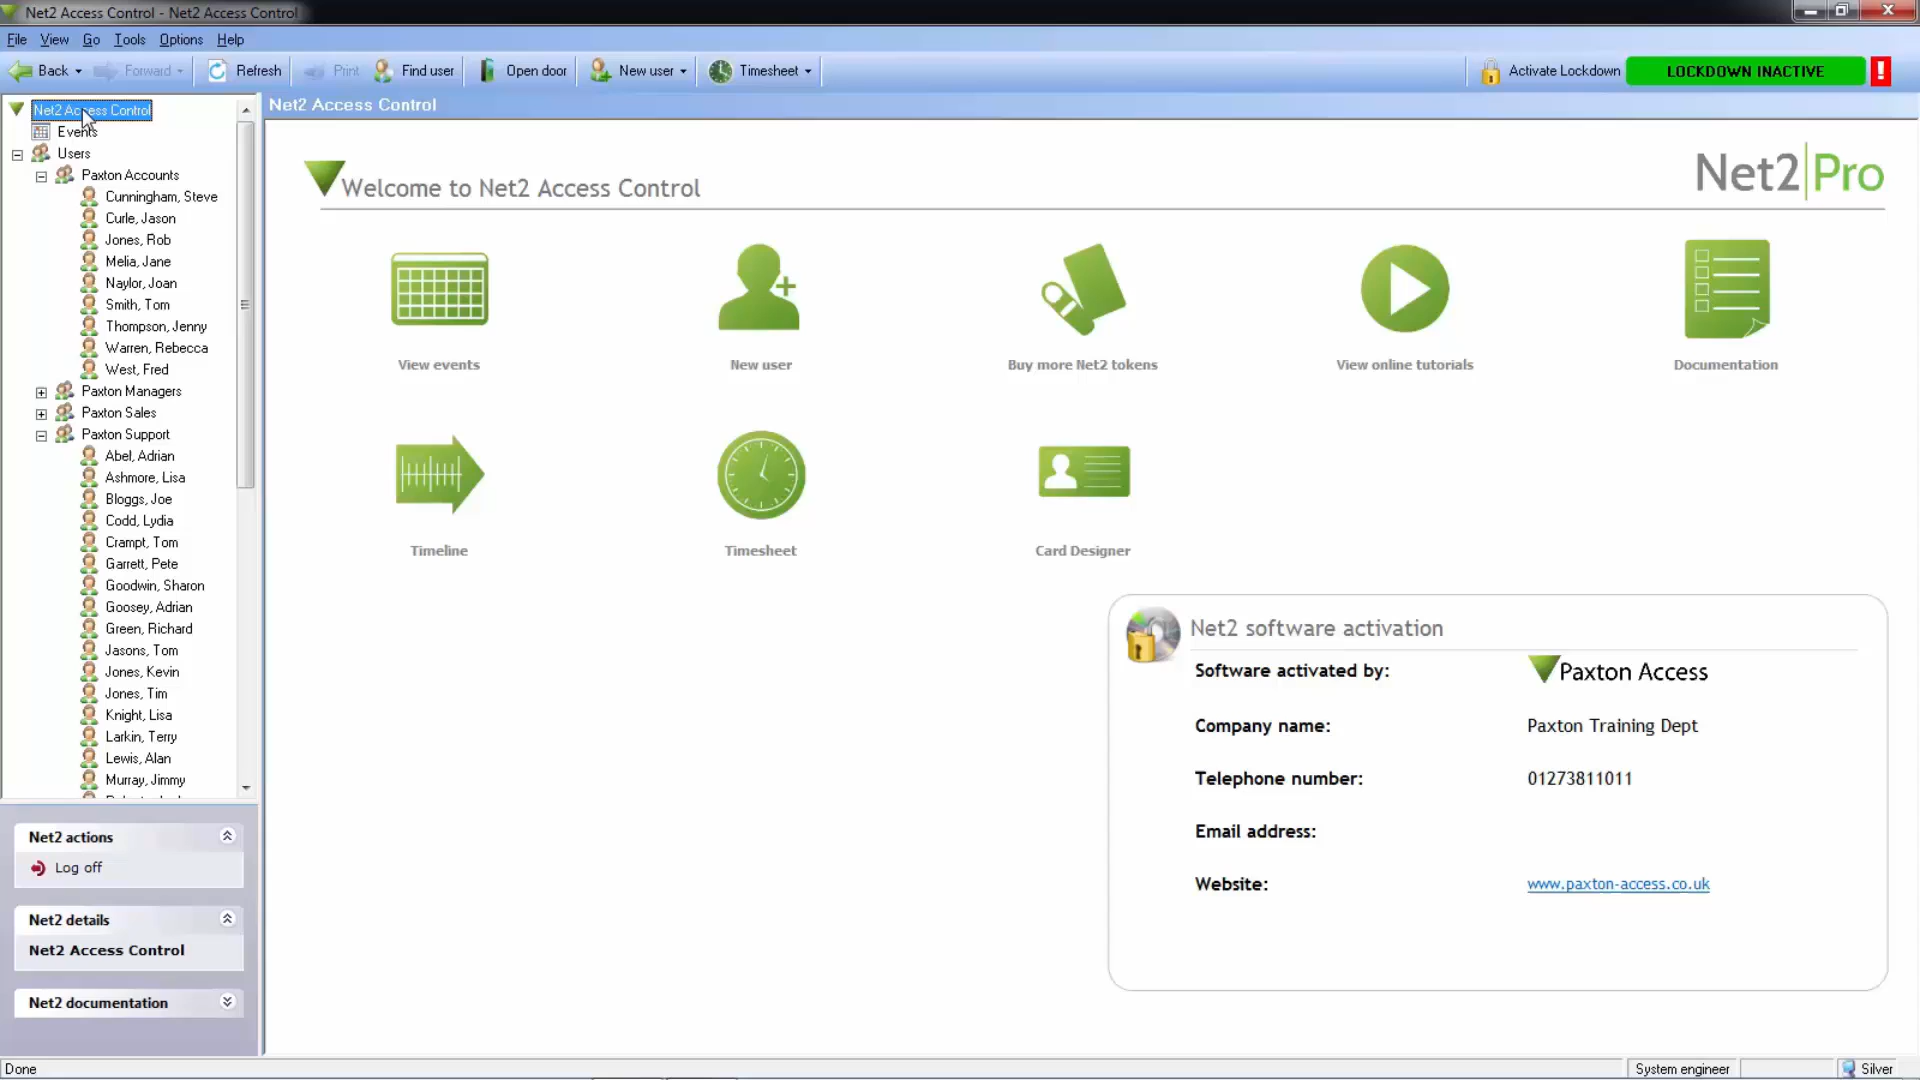 Net2 Access Control - Net2 Access Control
File View Go Tools Options Help
Back Forward Refresh Print Find user Open door New user Timesheet Activate Lockdown LOCKDOWN INACTIVE !
Net2 Access Control
Events
Users
Paxton Accounts
Cunningham, Steve
Curle, Jason
Jones, Rob
Melia, Jane
Naylor, Joan
Smith, Tom
Thompson, Jenny
Warren, Rebecca
West, Fred
Paxton Managers
Paxton Sales
Paxton Support
Abel, Adrian
Ashmore, Lisa
Bloggs, Joe
Codd, Lydia
Crampt, Tom
Garrett, Pete
Goodwin, Sharon
Goosey, Adrian
Green, Richard
Jasons, Tom
Jones, Kevin
Jones, Tim
Knight, Lisa
Larkin, Terry
Lewis, Alan
Murray, Jimmy
Net2 actions
Log off
Net2 details
Net2 Access Control
Net2 documentation
Net2 Access Control
Welcome to Net2 Access Control
Net2 Pro
View events New user Buy more Net2 tokens View online tutorials Documentation
Timeline Timesheet Card Designer
Net2 software activation
Software activated by: Paxton Access
Company name: Paxton Training Dept
Telephone number: 01273811011
Email address:
Website: www.paxton-access.co.uk
Done System engineer Silver